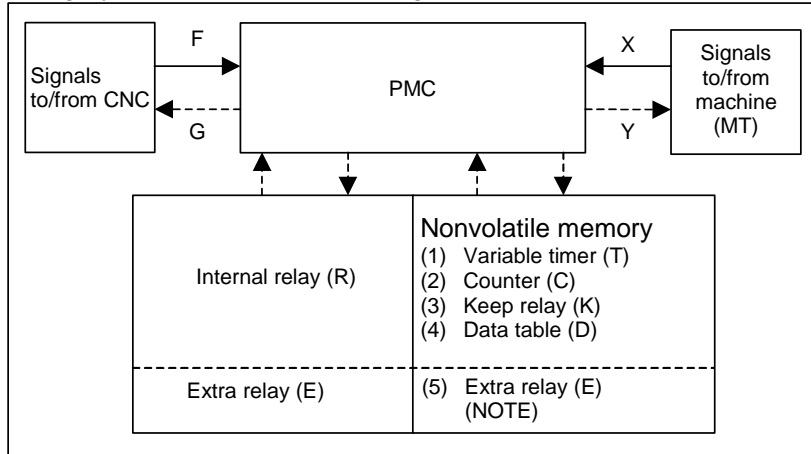 F
X
Signals
to/from CNC
PMC
Signals
to/from
machine
(MT)
G
Y
Internal relay (R)
Nonvolatile memory
(1) Variable timer (T)
(2) Counter (C)
(3) Keep relay (K)
(4) Data table (D)
Extra relay (E)
(5) Extra relay (E)
(NOTE)